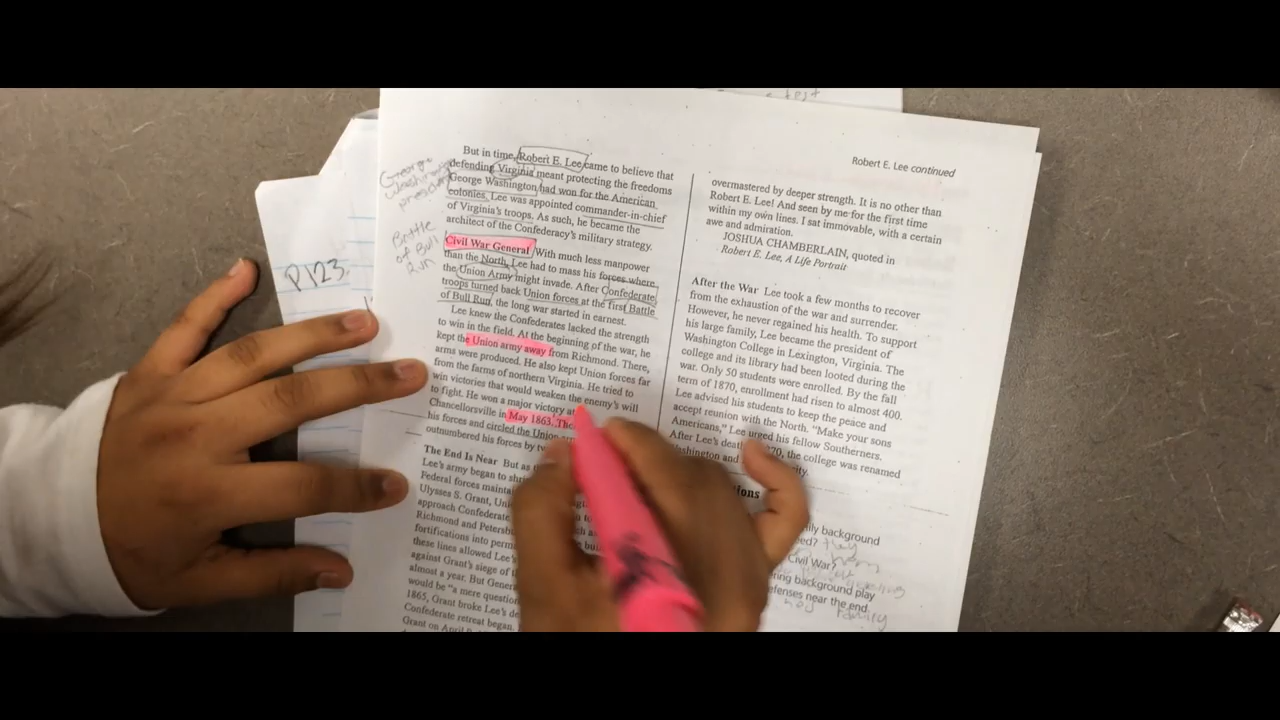 test
George
Washington
president
Battle
of Bull
Run
P123.
But in time, Robert E. Lee came to believe that
defending Virginia meant protecting the freedoms
George Washington had won for the American
colonies. Lee was appointed commander-in-chief
of Virginia's troops. As such, he became the
architect of the Confederacy's military strategy.
Civil War General With much less manpower
than the North, Lee had to mass his forces where
the Union Army might invade. After Confederate
troops turned back Union forces at the first Battle
of Bull Run, the long war started in earnest.
Lee knew the Confederates lacked the strength
to win in the field. At the beginning of the war, he
kept the Union army away from Richmond. There,
arms were produced. He also kept Union forces far
from the farms of northern Virginia. He tried to
win victories that would weaken the enemy's will
to fight. He won a major victory
Chancellorsville in May 1863. The
his forces and circled the Union
outnumbered his forces by
The End Is Near But as
Lee's army began to
Federal forces
Ulysses S. Grant,
approach Confederate
Richmond and
fortifications into
these lines allowed Lee's
against Grant's siege of
almost a year. But
would be "a mere
1865, Grant broke Lee's
Confederate retreat began.
Grant on April
Robert E. Lee continued
overmastered by deeper strength. It is no other than
Robert E. Lee! And seen by me for the first time
within my own lines. I sat immovable, with a certain
awe and admiration.
JOSHUA CHAMBERLAIN, quoted in
Robert E. Lee, A Life Portrait
After the War Lee took a few months to recover
from the exhaustion of the war and surrender.
However, he never regained his health. To support
his large family, Lee became the president of
Washington College in Lexington, Virginia. The
college and its library had been looted during the
war. Only 50 students were enrolled. By the fall
term of 1870, enrollment had risen to almost 400.
Lee advised his students to keep the peace and
accept reunion with the North. "Make your sons
Americans," Lee urged his fellow Southerners.
After Lee's death 70, the college was renamed
Washington and
background
they
Civil War?
background play
defenses near the end
family